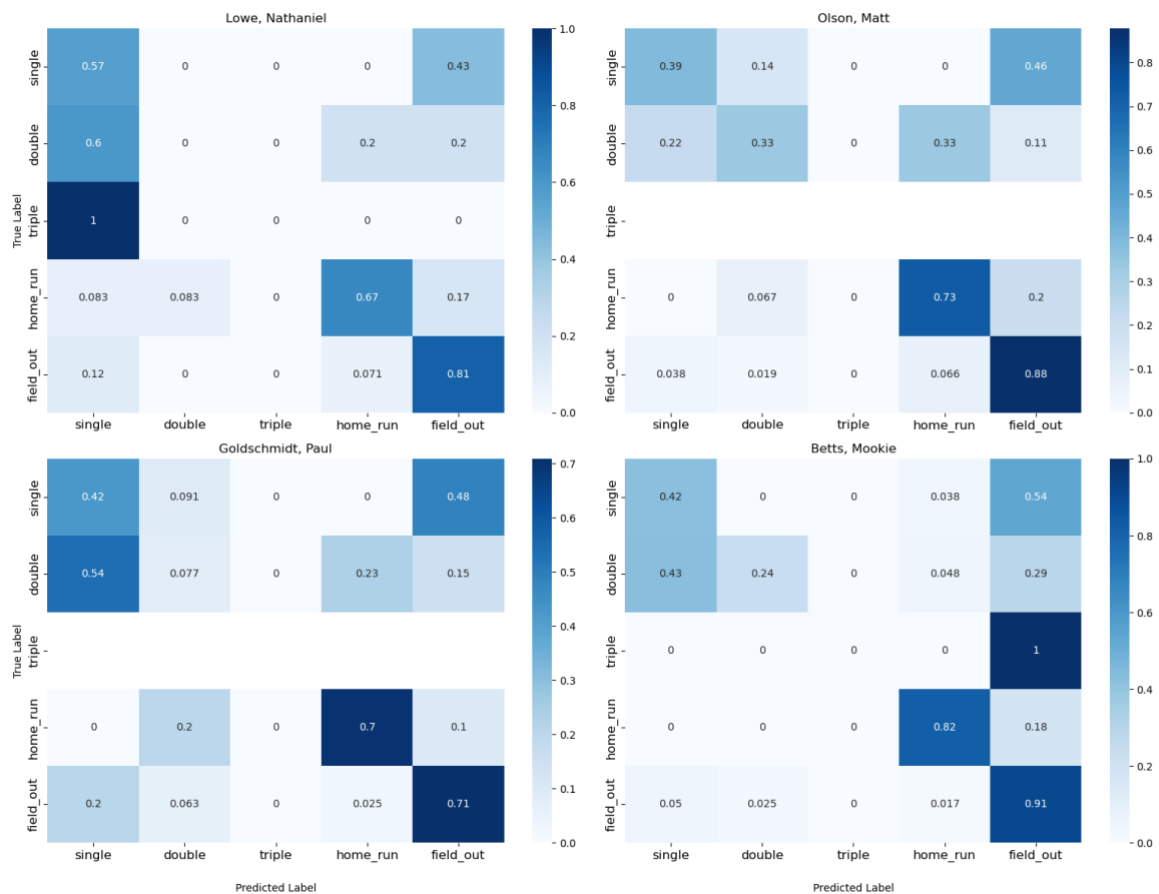 Lowe, Nathaniel
single 0.57 0 0 0 0.43
double 0.6 0 0 0.2 0.2
triple 1 0 0 0 0
home_run 0.083 0.083 0 0.67 0.17
field_out 0.12 0 0 0.071 0.81
single double triple home_run field_out
True Label
1.0
0.8
0.6
0.4
0.2
0.0
Olson, Matt
single 0.39 0.14 0 0 0.46
double 0.22 0.33 0 0.33 0.11
triple
home_run 0 0.067 0 0.73 0.2
field_out 0.038 0.019 0 0.066 0.88
single double triple home_run field_out
0.8
0.7
0.6
0.5
0.4
0.3
0.2
0.1
0.0
Goldschmidt, Paul
single 0.42 0.091 0 0 0.48
double 0.54 0.077 0 0.23 0.15
triple
home_run 0 0.2 0 0.7 0.1
field_out 0.2 0.063 0 0.025 0.71
single double triple home_run field_out
True Label
Predicted Label
0.7
0.6
0.5
0.4
0.3
0.2
0.1
0.0
Betts, Mookie
single 0.42 0 0 0.038 0.54
double 0.43 0.24 0 0.048 0.29
triple 0 0 0 0 1
home_run 0 0 0 0.82 0.18
field_out 0.05 0.025 0 0.017 0.91
single double triple home_run field_out
Predicted Label
1.0
0.8
0.6
0.4
0.2
0.0